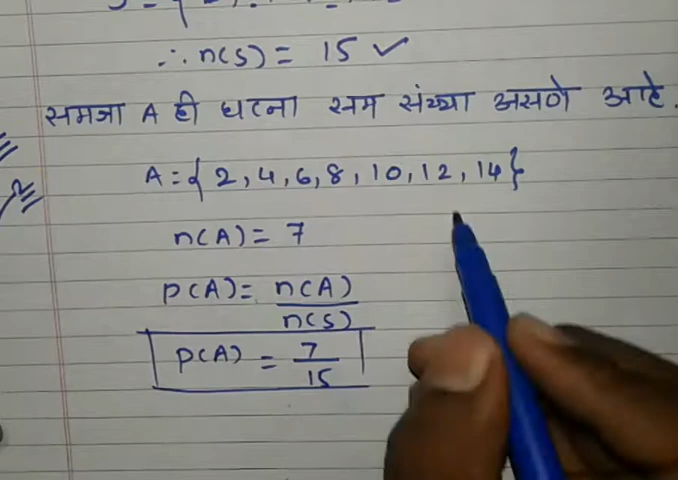 ∴ n(S) = 15 ✓
समजा A ही घटना सम संख्या असणे आहे.
A = { 2, 4, 6, 8, 10, 12, 14 }
n(A) = 7
P(A) = n(A) / n(S)
P(A) = 7 / 15